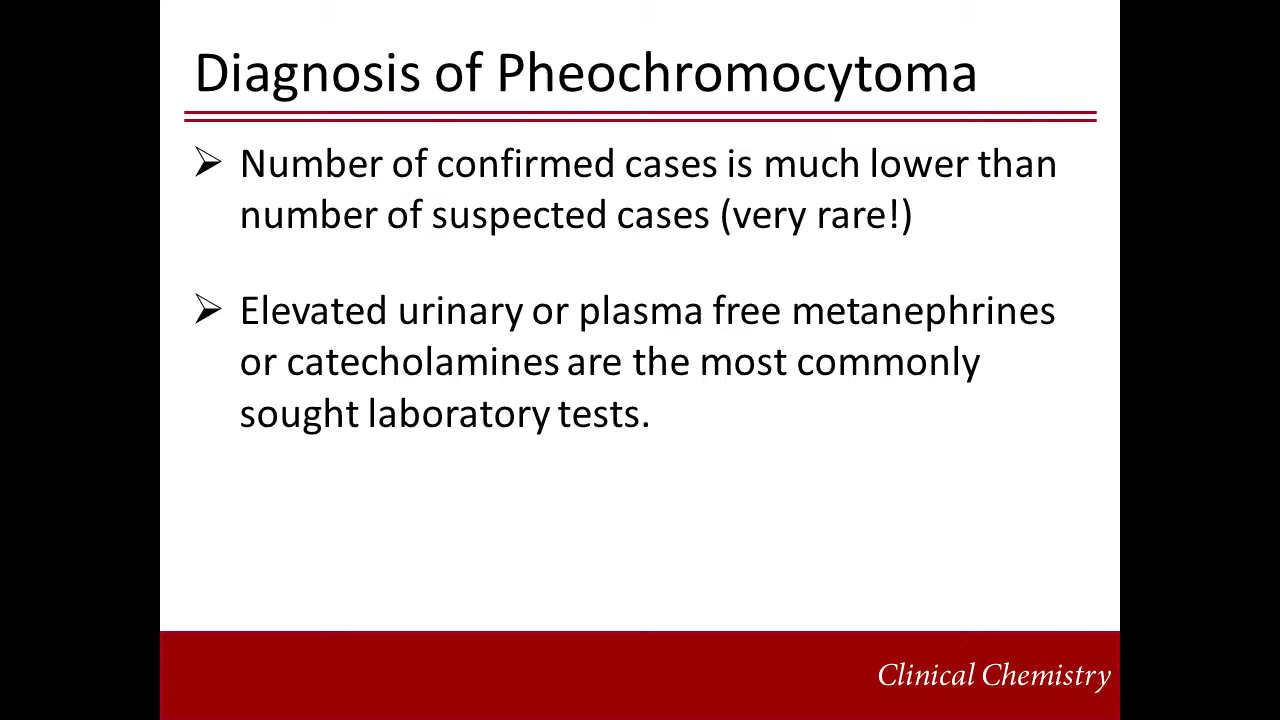 Diagnosis of Pheochromocytoma
➢ Number of confirmed cases is much lower than
number of suspected cases (very rare!)
➢ Elevated urinary or plasma free metanephrines
or catecholamines are the most commonly
sought laboratory tests.
Clinical Chemistry